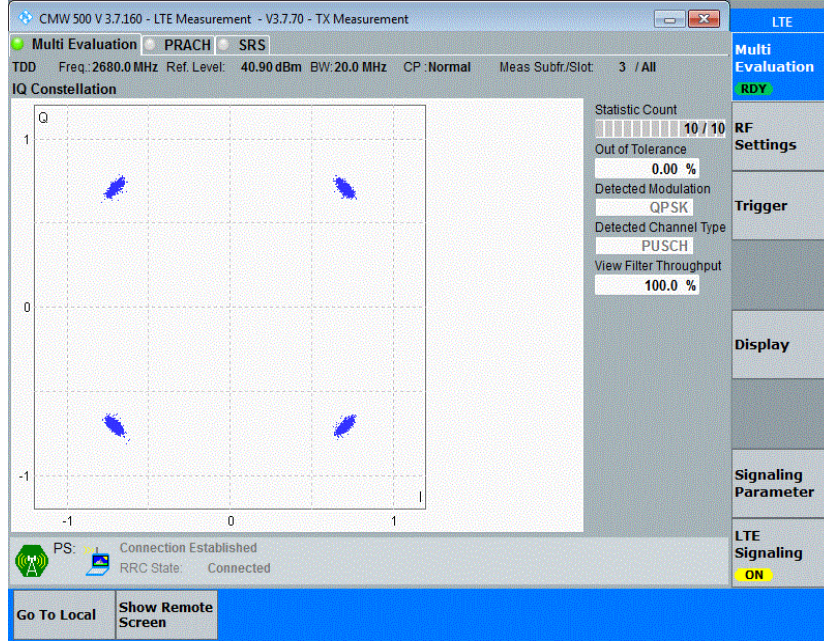 CMW 500 V 3.7.160 - LTE Measurement - V3.7.70 - TX Measurement
LTE
Multi Evaluation PRACH SRS
TDD Freq.:2680.0 MHz Ref. Level: 40.90 dBm BW:20.0 MHz CP :Normal Meas Subfr./Slot: 3 / All
IQ Constellation
Q
1
0
-1
-1 0 1
I
Statistic Count
10 / 10
Out of Tolerance
0.00 %
Detected Modulation
QPSK
Detected Channel Type
PUSCH
View Filter Throughput
100.0 %
Multi
Evaluation
RDY
RF
Settings
Trigger
Display
Signaling
Parameter
LTE
Signaling
ON
PS: Connection Established
RRC State: Connected
Go To Local
Show Remote
Screen